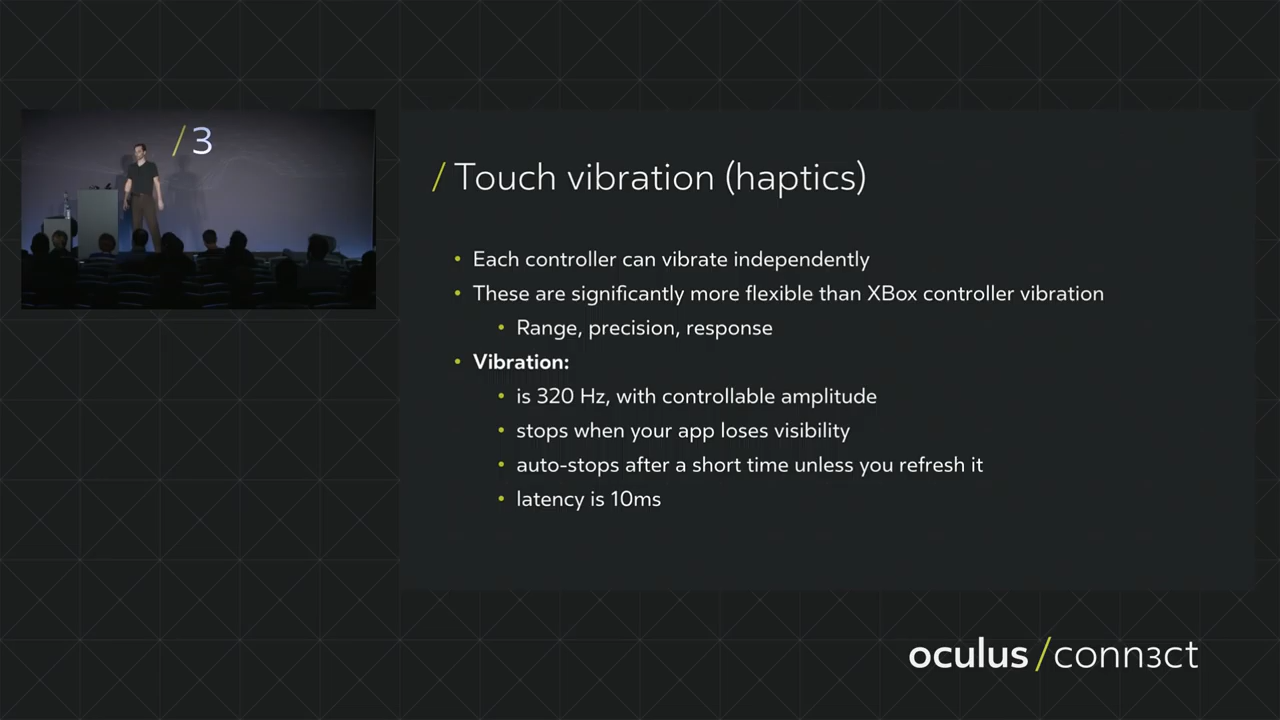 /3
/ Touch vibration (haptics)
• Each controller can vibrate independently
• These are significantly more flexible than XBox controller vibration
• Range, precision, response
• Vibration:
• is 320 Hz, with controllable amplitude
• stops when your app loses visibility
• auto-stops after a short time unless you refresh it
• latency is 10ms
oculus /conn3ct